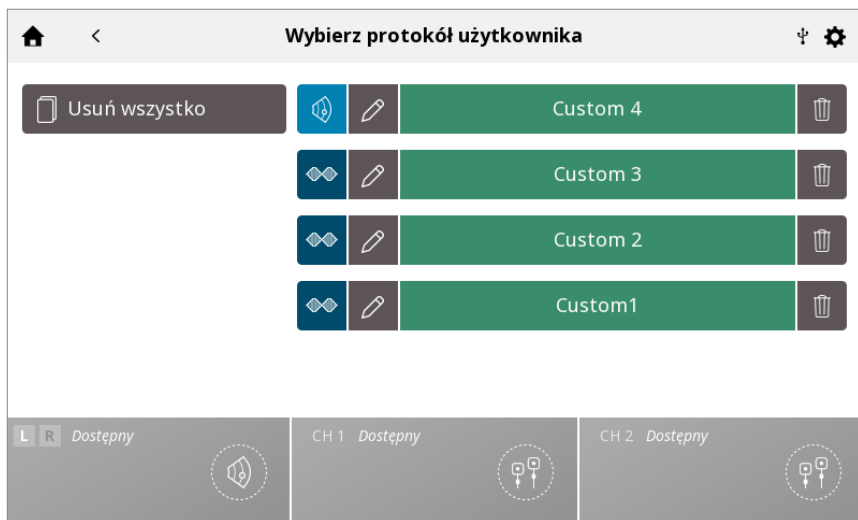 Wybierz protokół użytkownika
Usuń wszystko
Custom 4
Custom 3
Custom 2
Custom1
L R Dostępny
CH 1 Dostępny
CH 2 Dostępny